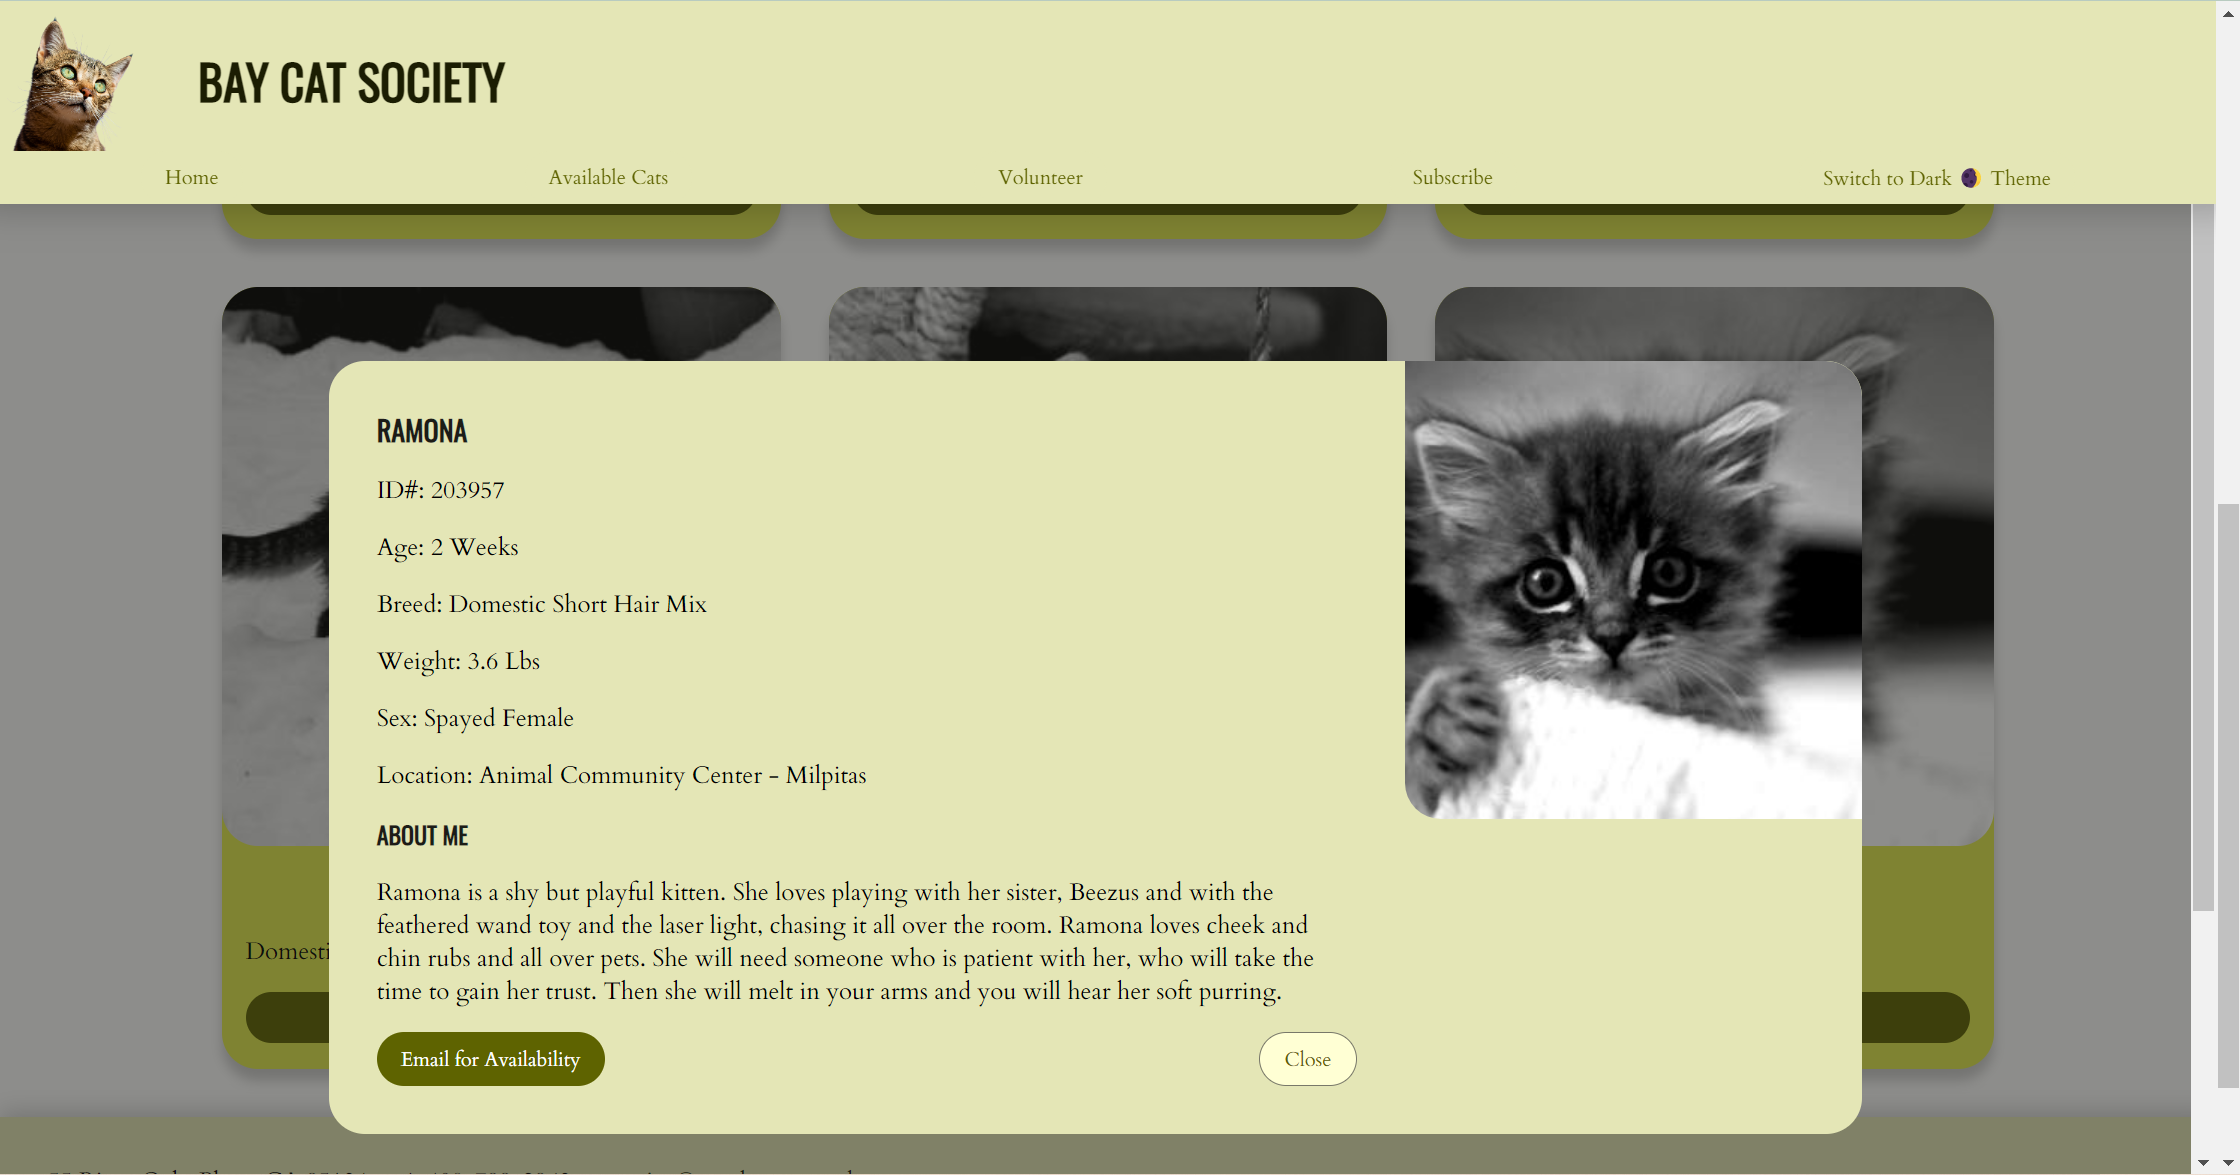 BAY CAT SOCIETY
Home
Available Cats
Volunteer
Subscribe
Switch to Dark 🌒 Theme
RAMONA
ID#: 203957
Age: 2 Weeks
Breed: Domestic Short Hair Mix
Weight: 3.6 Lbs
Sex: Spayed Female
Location: Animal Community Center - Milpitas
ABOUT ME
Ramona is a shy but playful kitten. She loves playing with her sister, Beezus and with the
feathered wand toy and the laser light, chasing it all over the room. Ramona loves cheek and
chin rubs and all over pets. She will need someone who is patient with her, who will take the
time to gain her trust. Then she will melt in your arms and you will hear her soft purring.
Domesti
Email for Availability
Close